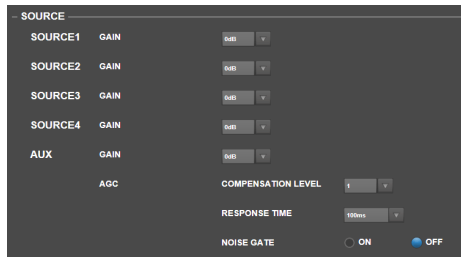 SOURCE
SOURCE1 GAIN 0dB
SOURCE2 GAIN 0dB
SOURCE3 GAIN 0dB
SOURCE4 GAIN 0dB
AUX GAIN 0dB
AGC COMPENSATION LEVEL 1
RESPONSE TIME 100ms
NOISE GATE ON OFF